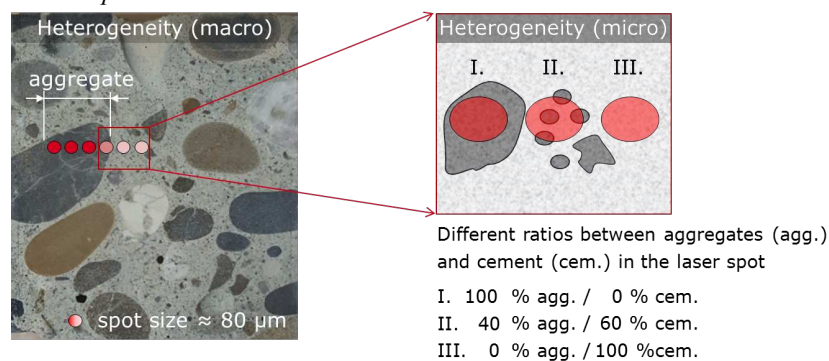 Heterogeneity (macro)
aggregate
spot size ≈ 80 µm
Heterogeneity (micro)
I. II. III.
Different ratios between aggregates (agg.)
and cement (cem.) in the laser spot
I. 100 % agg. / 0 % cem.
II. 40 % agg. / 60 % cem.
III. 0 % agg. / 100 %cem.